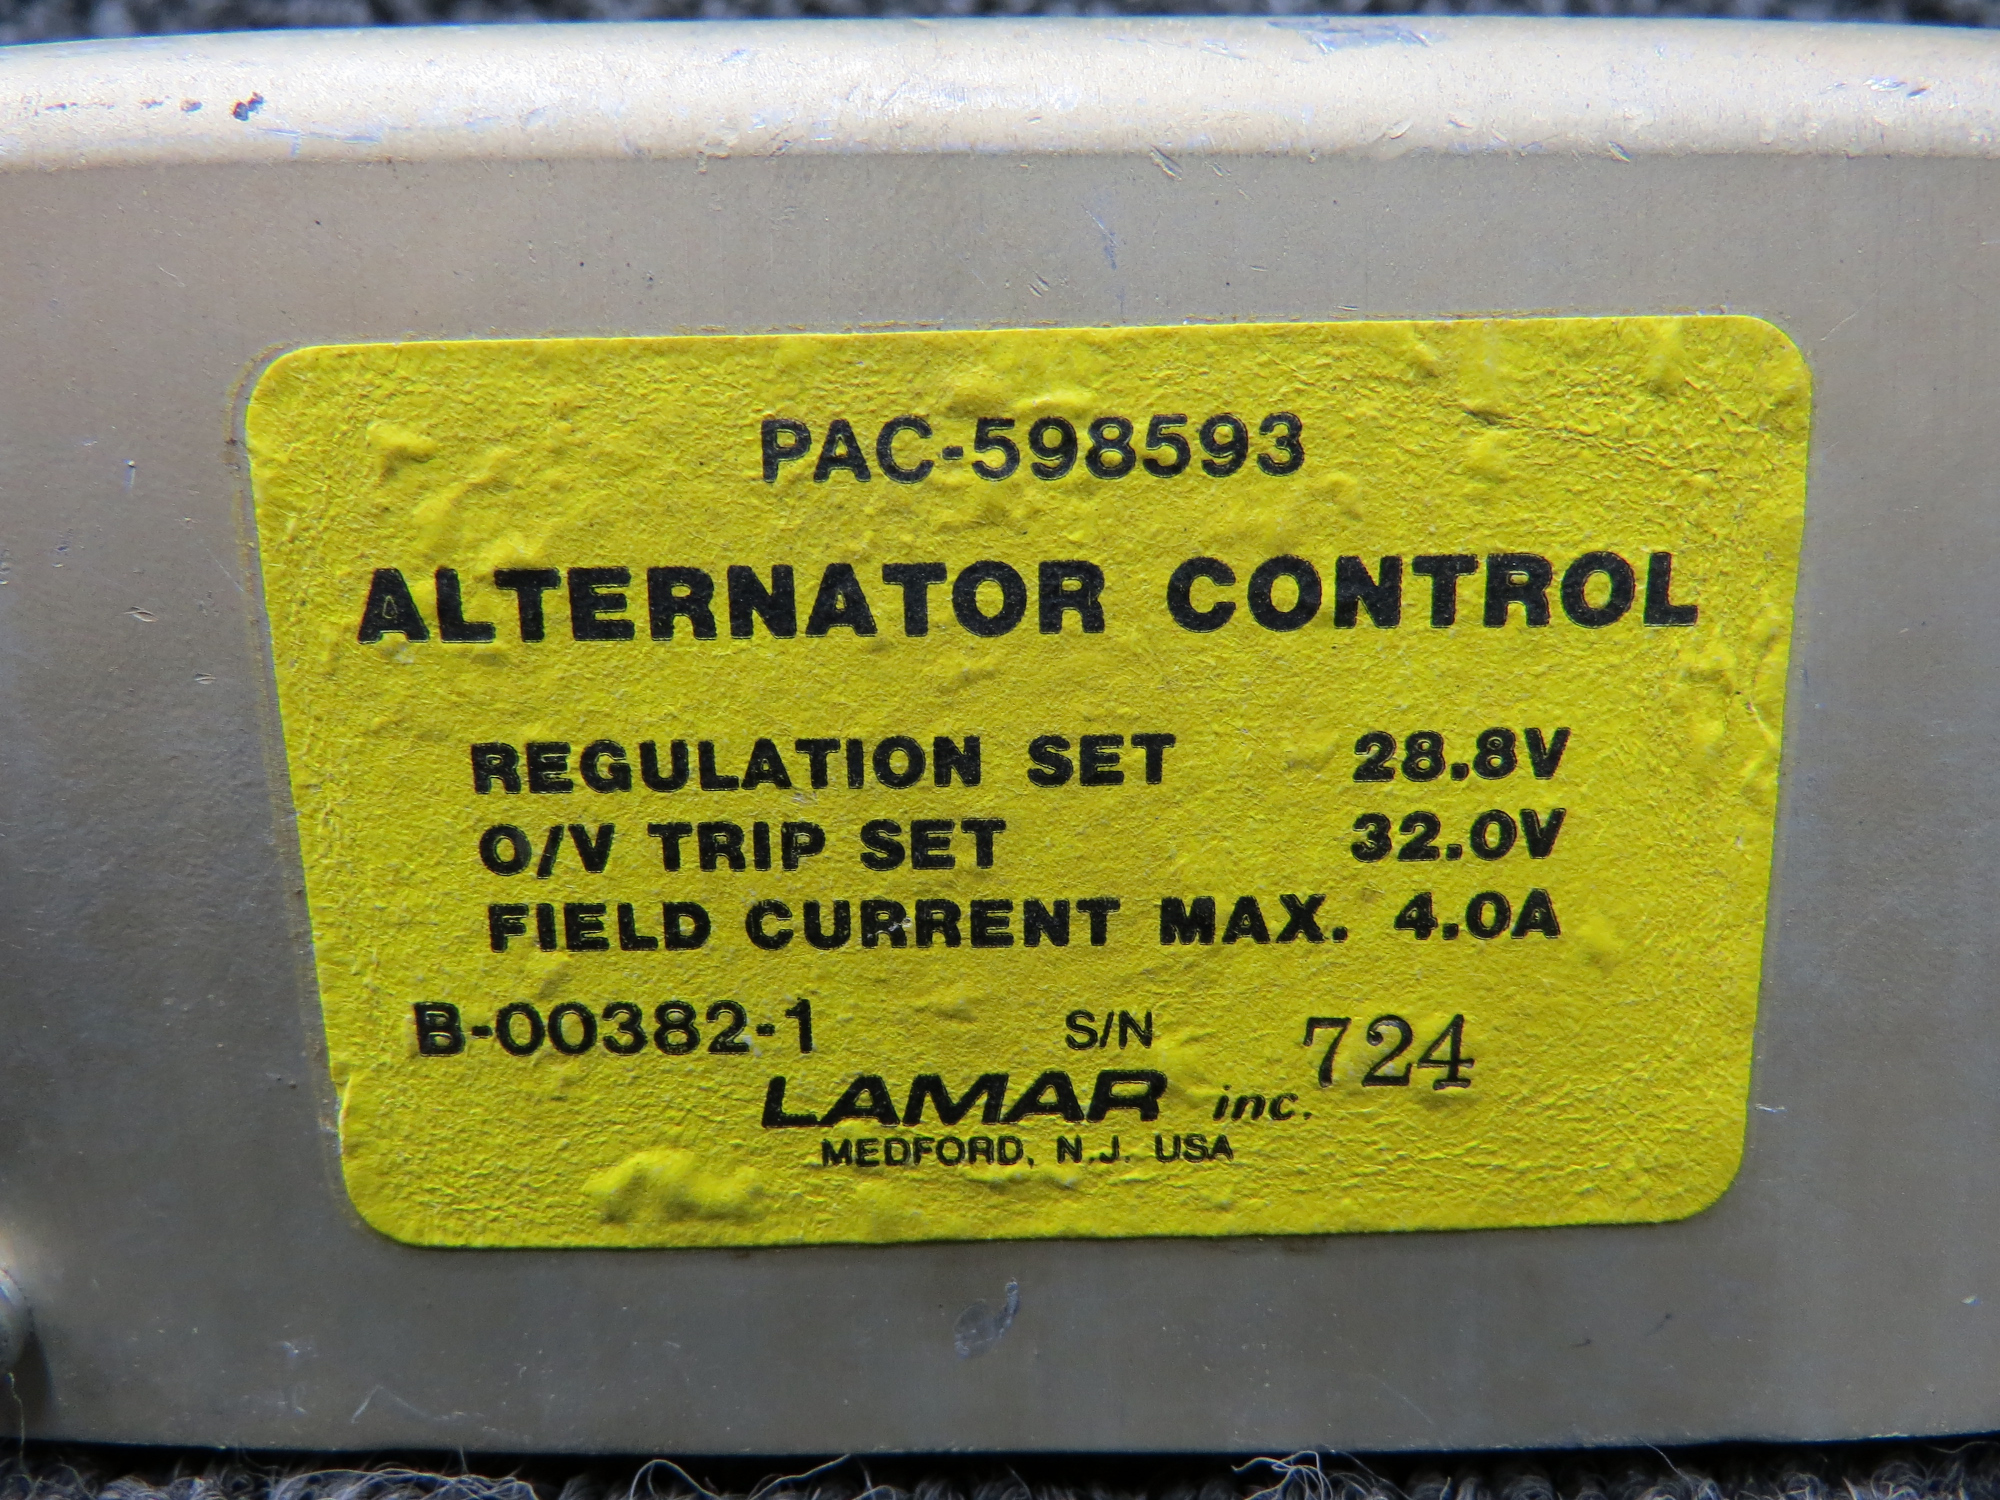 PAC-598593
ALTERNATOR CONTROL
REGULATION SET 28.8V
O/V TRIP SET 32.0V
FIELD CURRENT MAX. 4.0A
B-00382-1 S/N 724
LAMAR inc.
MEDFORD, N.J. USA